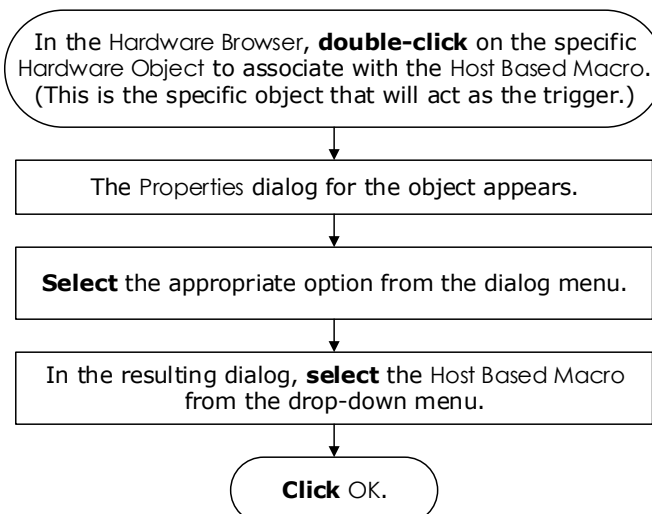 In the Hardware Browser, double-click on the specific
Hardware Object to associate with the Host Based Macro.
(This is the specific object that will act as the trigger.)
The Properties dialog for the object appears.
Select the appropriate option from the dialog menu.
In the resulting dialog, select the Host Based Macro
from the drop-down menu.
Click OK.